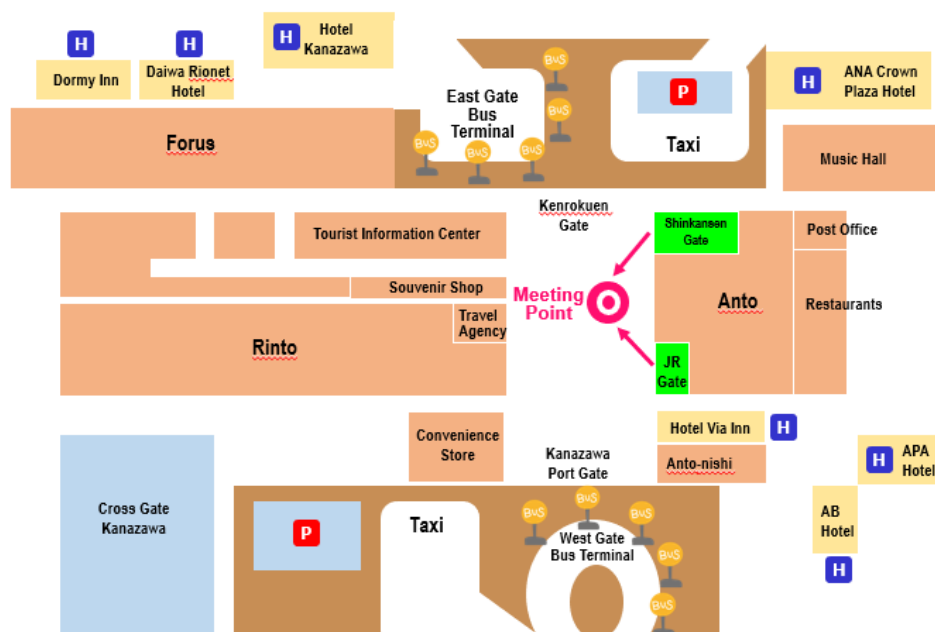 H
H
H
Hotel
Kanazawa
Dormy Inn
Daiwa Rionet
Hotel
East Gate
Bus
Terminal
BuS
BuS
BuS
BuS
BuS
P
Taxi
H
ANA Crown
Plaza Hotel
Forus
Music Hall
Kenrokuen
Gate
Shinkansen
Gate
Post Office
Tourist Information Center
Souvenir Shop
Meeting
Point
Anto
Restaurants
Travel
Agency
Rinto
JR
Gate
Convenience
Store
Kanazawa
Port Gate
Hotel Via Inn
H
Anto-nishi
H
APA
Hotel
Cross Gate
Kanazawa
P
Taxi
BuS
BuS
BuS
BuS
BuS
West Gate
Bus Terminal
AB
Hotel
H